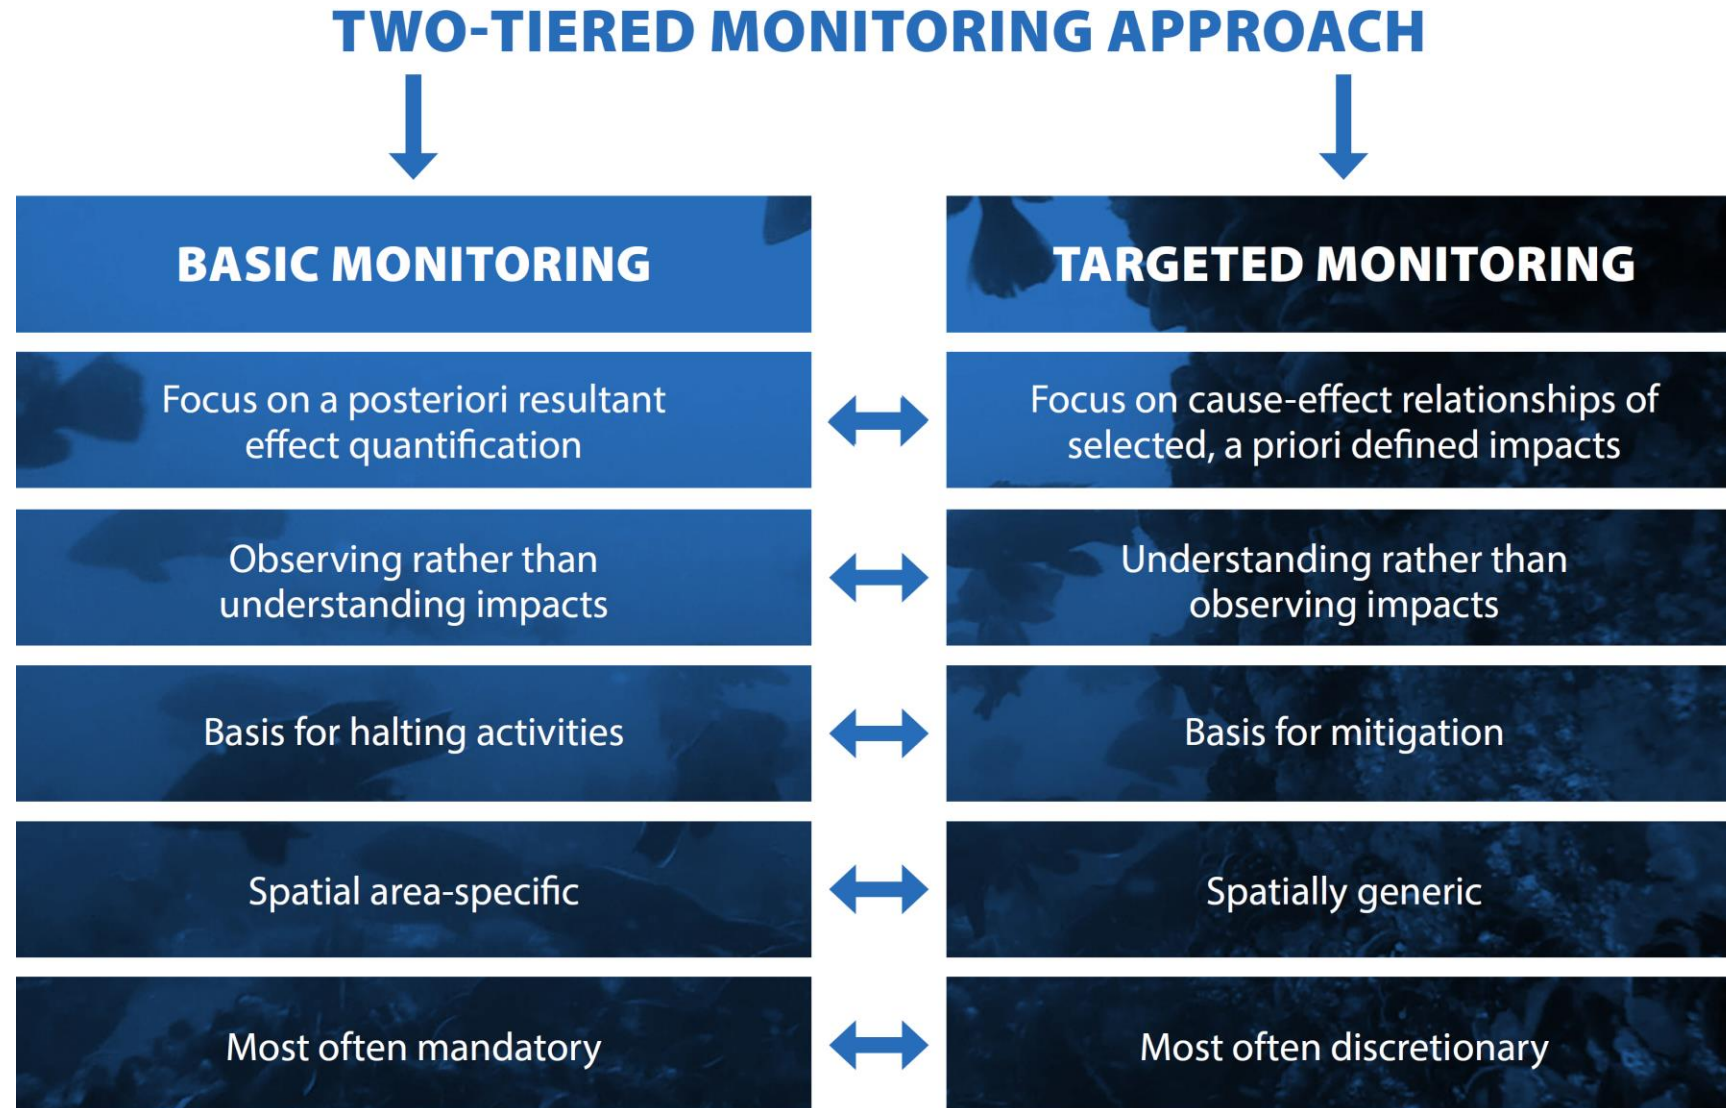 TWO-TIERED MONITORING APPROACH
BASIC MONITORING
TARGETED MONITORING
Focus on a posteriori resultant
effect quantification
Focus on cause-effect relationships of
selected, a priori defined impacts
Observing rather than
understanding impacts
Understanding rather than
observing impacts
Basis for halting activities
Basis for mitigation
Spatial area-specific
Spatially generic
Most often mandatory
Most often discretionary